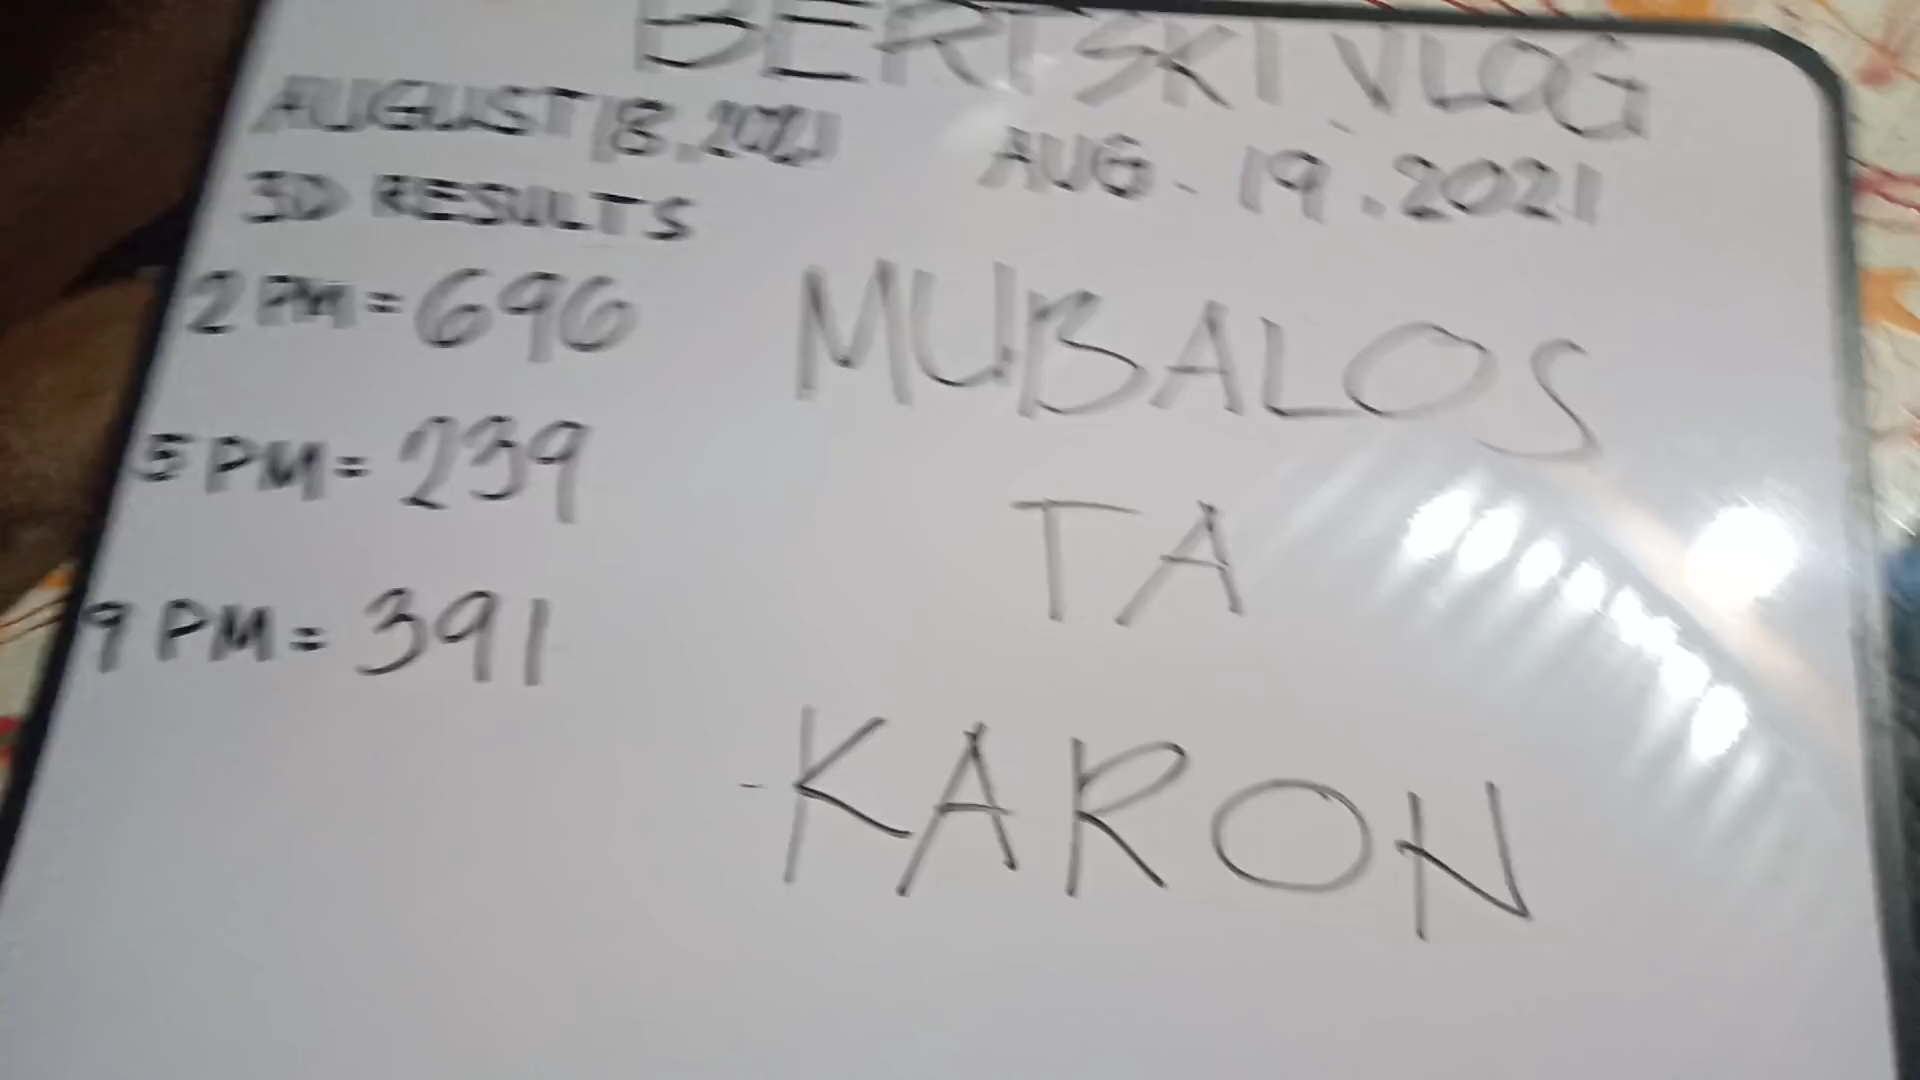 BERTSKI VLOG
AUGUST 18, 2021
3D RESULTS
2 PM = 696
5 PM = 239
9 PM = 391
AUG. 19. 2021
MUBALOS
TA
KARON